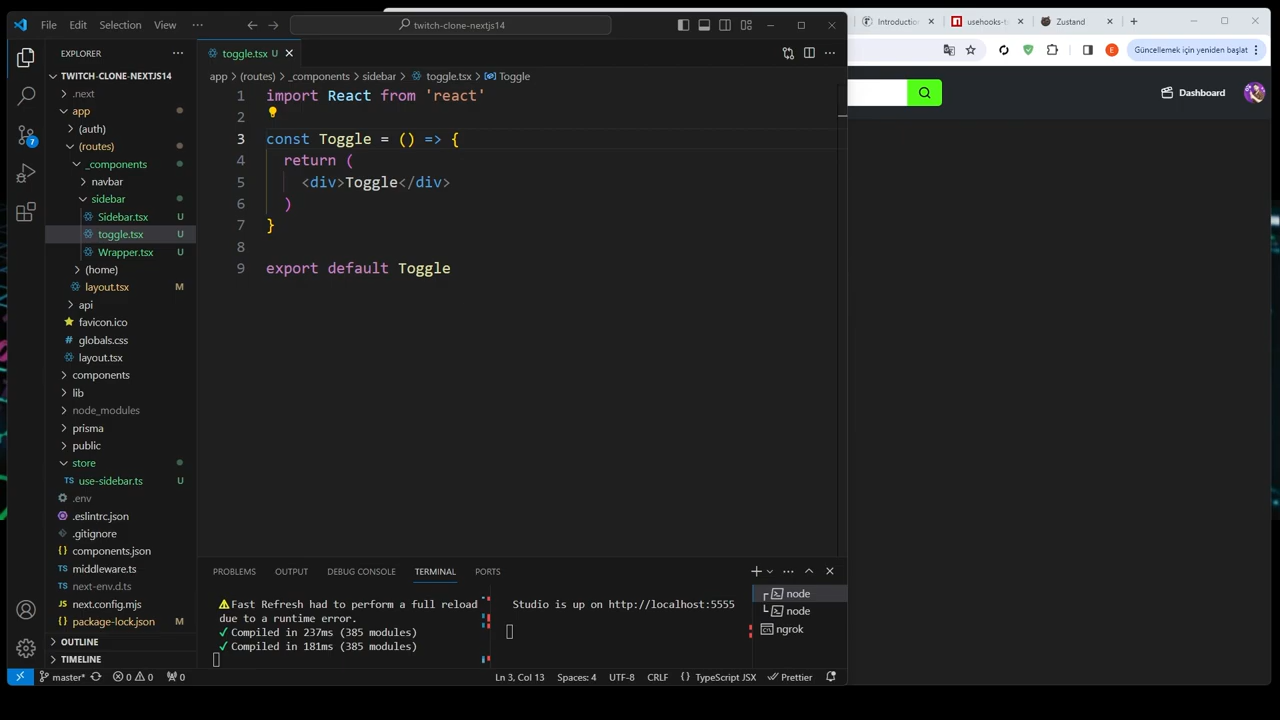 File Edit Selection View ··· twitch-clone-nextjs14
Introduction usehooks-ts Zustand
Güncellemek için yeniden başlat
Dashboard
EXPLORER
TWITCH-CLONE-NEXTJS14
.next
app
(auth)
(routes)
_components
navbar
sidebar
Sidebar.tsx U
toggle.tsx U
Wrapper.tsx U
(home)
layout.tsx M
api
favicon.ico
globals.css
layout.tsx
components
lib
node_modules
prisma
public
store
use-sidebar.ts U
.env
.eslintrc.json
.gitignore
components.json
middleware.ts
next-env.d.ts
next.config.mjs
package-lock.json
OUTLINE
TIMELINE
toggle.tsx U
app > (routes) > _components > sidebar > toggle.tsx > Toggle
1 import React from 'react'
2
3 const Toggle = () => {
4 return (
5 <div>Toggle</div>
6 )
7 }
8
9 export default Toggle
PROBLEMS OUTPUT DEBUG CONSOLE TERMINAL PORTS
Fast Refresh had to perform a full reload
due to a runtime error.
✓ Compiled in 237ms (385 modules)
✓ Compiled in 181ms (385 modules)
Studio is up on http://localhost:5555
node
node
ngrok
master* 0 0 0 Ln 3, Col 13 Spaces: 4 UTF-8 CRLF {} TypeScript JSX Prettier
7
E